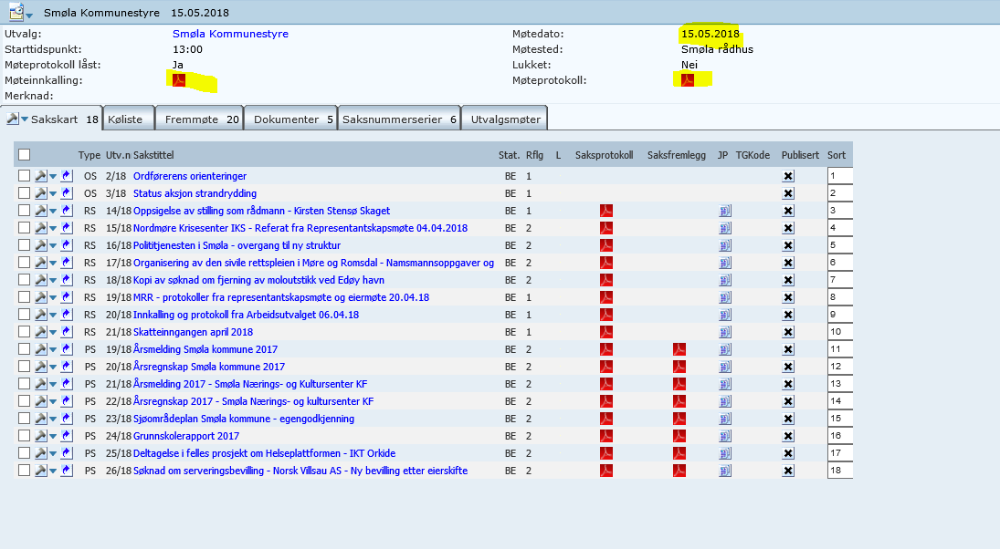 Smøla Kommunestyre 15.05.2018
Utvalg: Smøla Kommunestyre Møtedato: 15.05.2018
Starttidspunkt: 13:00 Møtested: Smøla rådhus
Møteprotokoll låst: Ja Lukket: Nei
Møteinnkalling: Møteprotokoll:
Merknad:
Sakskart 18 Køliste Fremmøte 20 Dokumenter 5 Saksnummerserier 6 Utvalgsmøter
Type Utv.n Sakstittel Stat. Rflg L Saksprotokoll Saksfremlegg JP TGKode Publisert Sort
OS 2/18 Ordførerens orienteringer BE 1 1
OS 3/18 Status aksjon strandrydding BE 1 2
RS 14/18 Oppsigelse av stilling som rådmann - Kirsten Stensø Skaget BE 1 3
RS 15/18 Nordmøre Krisesenter IKS - Referat fra Representantskapsmøte 04.04.2018 BE 2 4
RS 16/18 Polititjenesten i Smøla - overgang til ny struktur BE 2 5
RS 17/18 Organisering av den sivile rettspleien i Møre og Romsdal - Namsmannsoppgaver og BE 2 6
RS 18/18 Kopi av søknad om fjerning av moloutstikk ved Edøy havn BE 2 7
RS 19/18 MRR - protokoller fra representantskapsmøte og eiermøte 20.04.18 BE 1 8
RS 20/18 Innkalling og protokoll fra Arbeidsutvalget 06.04.18 BE 1 9
RS 21/18 Skatteinngangen april 2018 BE 1 10
PS 19/18 Årsmelding Smøla kommune 2017 BE 2 11
PS 20/18 Årsregnskap Smøla kommune 2017 BE 2 12
PS 21/18 Årsmelding 2017 - Smøla Nærings- og Kultursenter KF BE 2 13
PS 22/18 Årsregnskap 2017 - Smøla Nærings- og kultursenter KF BE 2 14
PS 23/18 Sjøområdeplan Smøla kommune - egengodkjenning BE 2 15
PS 24/18 Grunnskolerapport 2017 BE 2 16
PS 25/18 Deltagelse i felles prosjekt om Helseplattformen - IKT Orkide BE 2 17
PS 26/18 Søknad om serveringsbevilling - Norsk Villsau AS - Ny bevilling etter eierskifte BE 2 18